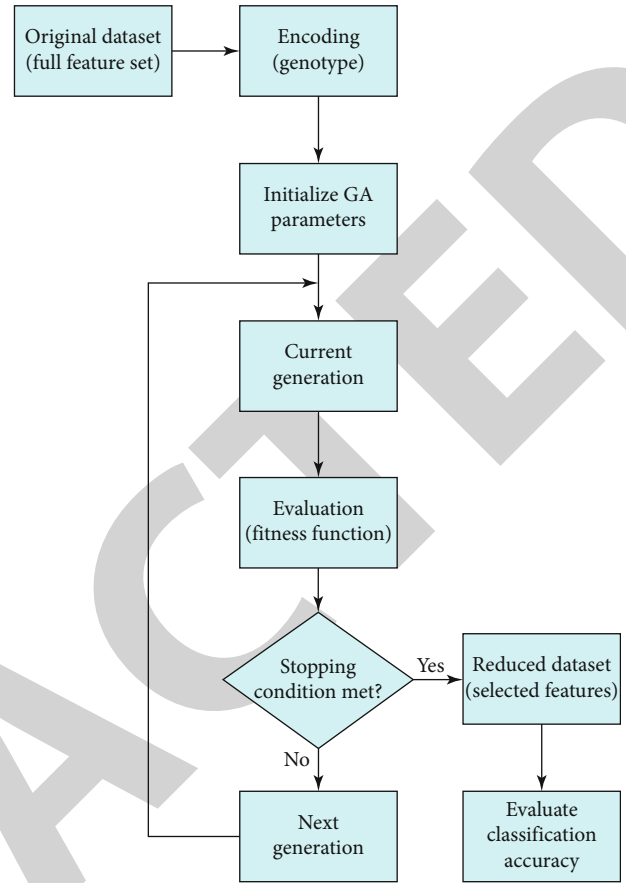 Original dataset
(full feature set)
Encoding
(genotype)
Initialize GA
parameters
Current
generation
Evaluation
(fitness function)
Stopping
condition met?
Yes
Reduced dataset
(selected features)
No
Next
generation
Evaluate
classification
accuracy
ACTED